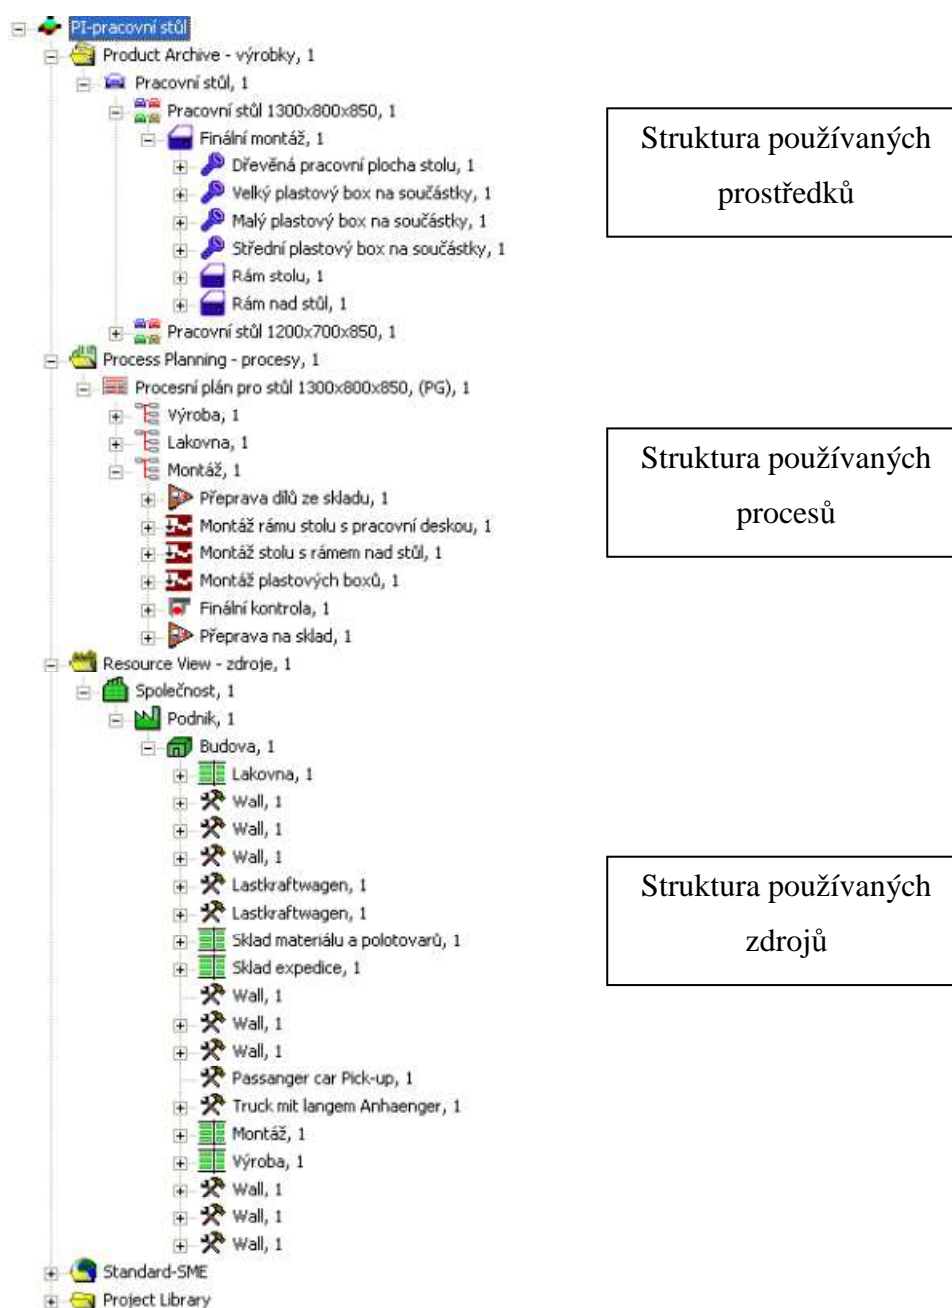 PI-pracovní stůl
Product Archive - výrobky, 1
Pracovní stůl, 1
Pracovní stůl 1300x800x850, 1
Finální montáž, 1
Dřevěná pracovní plocha stolu, 1
Velký plastový box na součástky, 1
Malý plastový box na součástky, 1
Střední plastový box na součástky, 1
Rám stolu, 1
Rám nad stůl, 1
Pracovní stůl 1200x700x850, 1
Struktura používaných
prostředků
Process Planning - procesy, 1
Procesní plán pro stůl 1300x800x850, (PG), 1
Výroba, 1
Lakovna, 1
Montáž, 1
Přeprava dílů ze skladu, 1
Montáž rámu stolu s pracovní deskou, 1
Montáž stolu s rámem nad stůl, 1
Montáž plastových boxů, 1
Finální kontrola, 1
Přeprava na sklad, 1
Struktura používaných
procesů
Resource View - zdroje, 1
Společnost, 1
Podnik, 1
Budova, 1
Lakovna, 1
Wall, 1
Wall, 1
Wall, 1
Lastkraftwagen, 1
Lastkraftwagen, 1
Sklad materiálu a polotovarů, 1
Sklad expedice, 1
Wall, 1
Wall, 1
Wall, 1
Passanger car Pick-up, 1
Truck mit langem Anhaenger, 1
Montáž, 1
Výroba, 1
Wall, 1
Wall, 1
Wall, 1
Struktura používaných
zdrojů
Standard-SME
Project Library